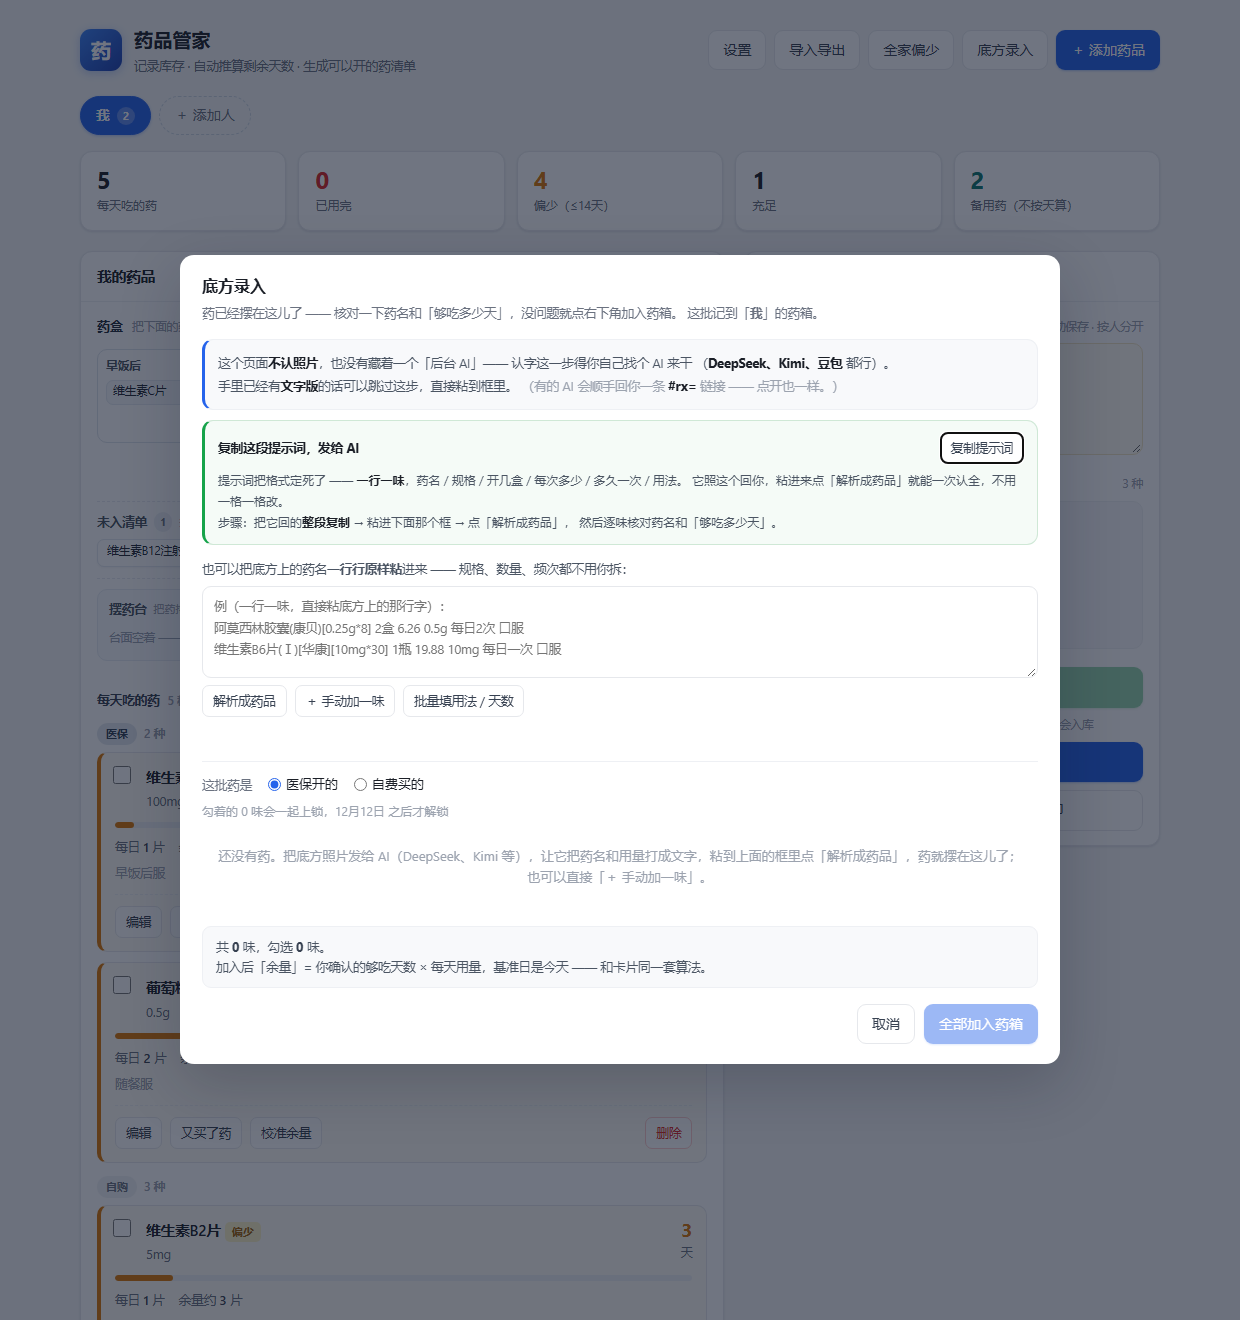 药
药品管家
记录库存 · 自动推算剩余天数 · 生成可以开的药清单
设置
导入导出
全家偏少
底方录入
+ 添加药品
我 2
+ 添加人
5
每天吃的药
0
已用完
4
偏少（≤14天）
1
充足
2
备用药（不按天算）
我的药品
药盒 把下面的
动保存 · 按人分开
早饭后
维生素C片
3 种
未入清单 1
维生素B12注射
摆药台 把药
台面空着 ——
会入库
每天吃的药 5
医保 2 种
维生素
100mg
每日 1 片
早饭后服
编辑
葡萄糖
0.5g
每日 2 片
随餐服
编辑
又买了药
校准余量
删除
自购 3 种
维生素B2片 偏少
3
天
5mg
每日 1 片 余量约 3 片
底方录入
药已经摆在这儿了 —— 核对一下药名和「够吃多少天」，没问题就点右下角加入药箱。 这批记到「我」的药箱。
这个页面不认照片，也没有藏着一个「后台 AI」—— 认字这一步得你自己找个 AI 来干 （DeepSeek、Kimi、豆包 都行）。
手里已经有文字版的话可以跳过这步，直接粘到框里。 （有的 AI 会顺手回你一条 #rx= 链接 —— 点开也一样。）
复制这段提示词，发给 AI
复制提示词
提示词把格式定死了 —— 一行一味，药名 / 规格 / 开几盒 / 每次多少 / 多久一次 / 用法。 它照这个回你，粘进来点「解析成药品」就能一次认全，不用
一格一格改。
步骤：把它回的整段复制 → 粘进下面那个框 → 点「解析成药品」， 然后逐味核对药名和「够吃多少天」。
也可以把底方上的药名一行行原样粘进来 —— 规格、数量、频次都不用你拆：
例（一行一味，直接粘底方上的那行字）：
阿莫西林胶囊(康贝)[0.25g*8] 2盒 6.26 0.5g 每日2次 口服
维生素B6片(Ⅰ)[华康][10mg*30] 1瓶 19.88 10mg 每日一次 口服
解析成药品
+ 手动加一味
批量填用法 / 天数
这批药是 医保开的 自费买的
勾着的 0 味会一起上锁，12月12日 之后才解锁
还没有药。把底方照片发给 AI（DeepSeek、Kimi 等），让它把药名和用量打成文字，粘到上面的框里点「解析成药品」，药就摆在这儿了；
也可以直接「+ 手动加一味」。
共 0 味，勾选 0 味。
加入后「余量」= 你确认的够吃天数 × 每天用量，基准日是今天 —— 和卡片同一套算法。
取消
全部加入药箱